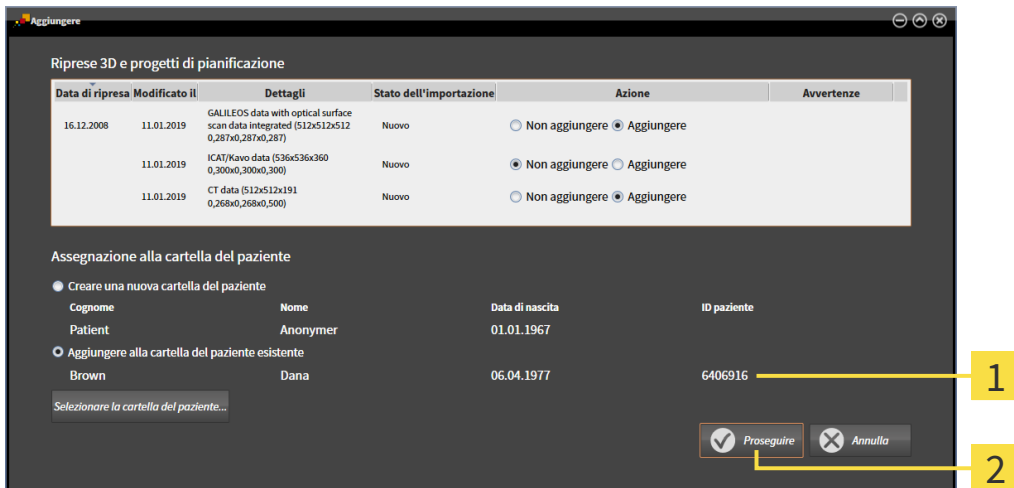 Aggiungere
Riprese 3D e progetti di pianificazione
Data di ripresa Modificato il Dettagli Stato dell'importazione Azione Avvertenze
GALILEOS data with optical surface
16.12.2008 11.01.2019 scan data integrated (512x512x512 Nuovo Non aggiungere Aggiungere
0,287x0,287x0,287)
ICAT/Kavo data (536x536x360
11.01.2019 Nuovo Non aggiungere Aggiungere
0,300x0,300x0,300)
CT data (512x512x191
11.01.2019 Nuovo Non aggiungere Aggiungere
0,268x0,268x0,500)
Assegnazione alla cartella del paziente
Creare una nuova cartella del paziente
Cognome Nome Data di nascita ID paziente
Patient Anonymer 01.01.1967
Aggiungere alla cartella del paziente esistente
Brown Dana 06.04.1977 6406916 1
Selezionare la cartella del paziente...
Proseguire Annulla
2